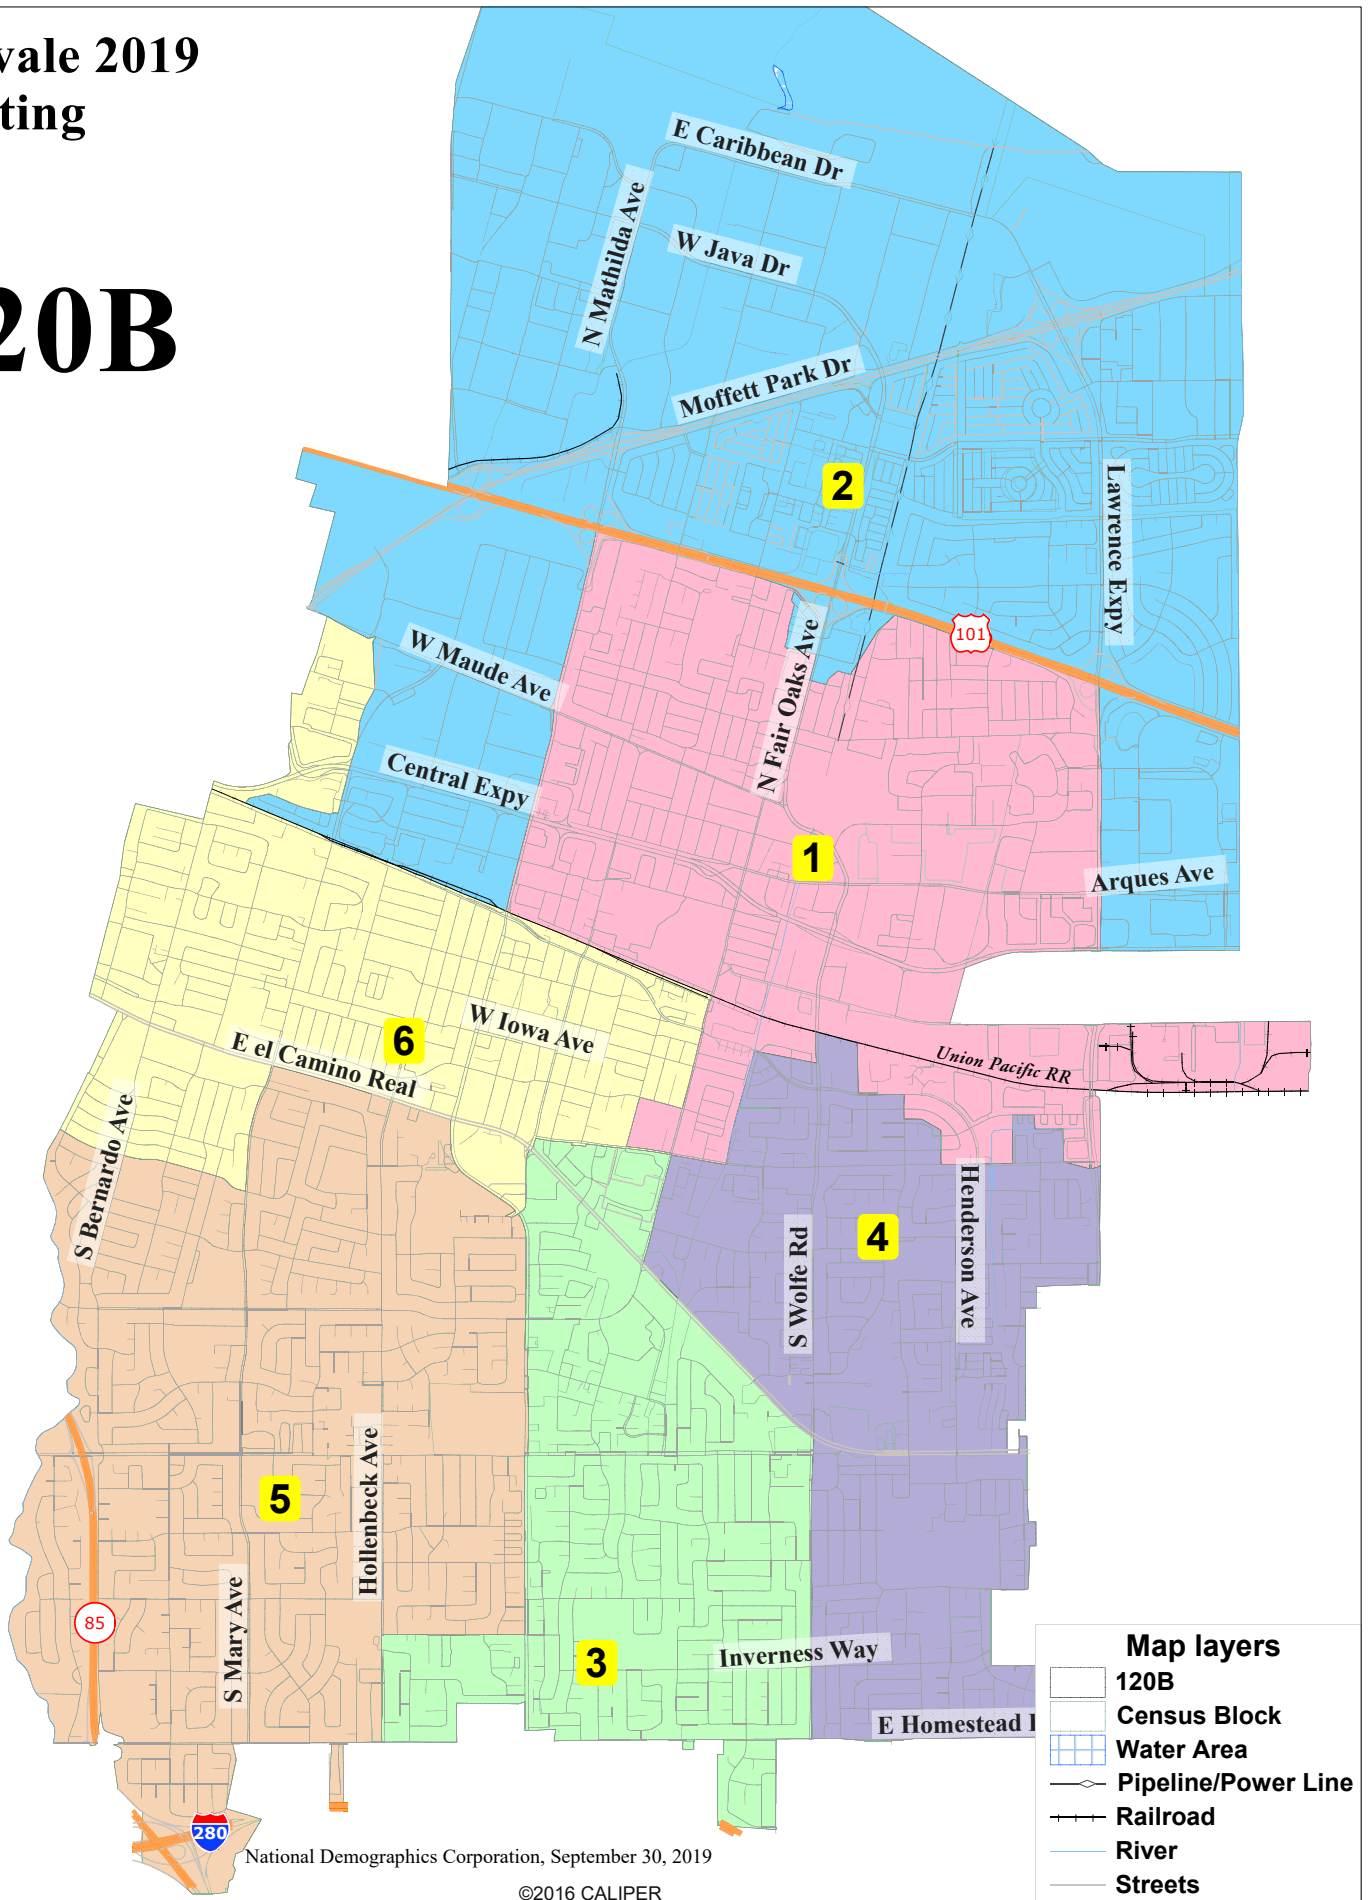 vale 2019
ting
20B
E Caribbean Dr
N Mathilda Ave
W Java Dr
Moffett Park Dr
2
Lawrence Expy
101
W Maude Ave
N Fair Oaks Ave
Central Expy
1
Arques Ave
W Iowa Ave
6
E el Camino Real
Union Pacific RR
S Bernardo Ave
Henderson Ave
4
S Wolfe Rd
Hollenbeck Ave
5
S Mary Ave
85
3
Inverness Way
E Homestead
280
Map layers
120B
Census Block
Water Area
Pipeline/Power Line
Railroad
River
Streets
National Demographics Corporation, September 30, 2019
©2016 CALIPER